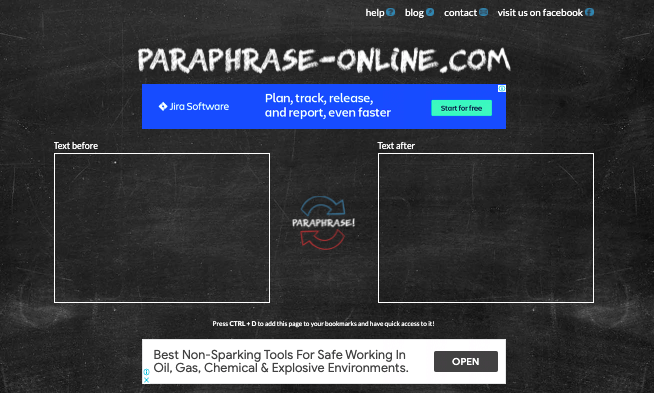 help ?
blog
contact
visit us on facebook f
PARAPHRASE-ONLINE.COM
Jira Software
Plan, track, release,
and report, even faster
Start for free
Text before
Text after
PARAPHRASE!
Press CTRL + D to add this page to your bookmarks and have quick access to it!
Best Non-Sparking Tools For Safe Working In
Oil, Gas, Chemical & Explosive Environments.
OPEN
X